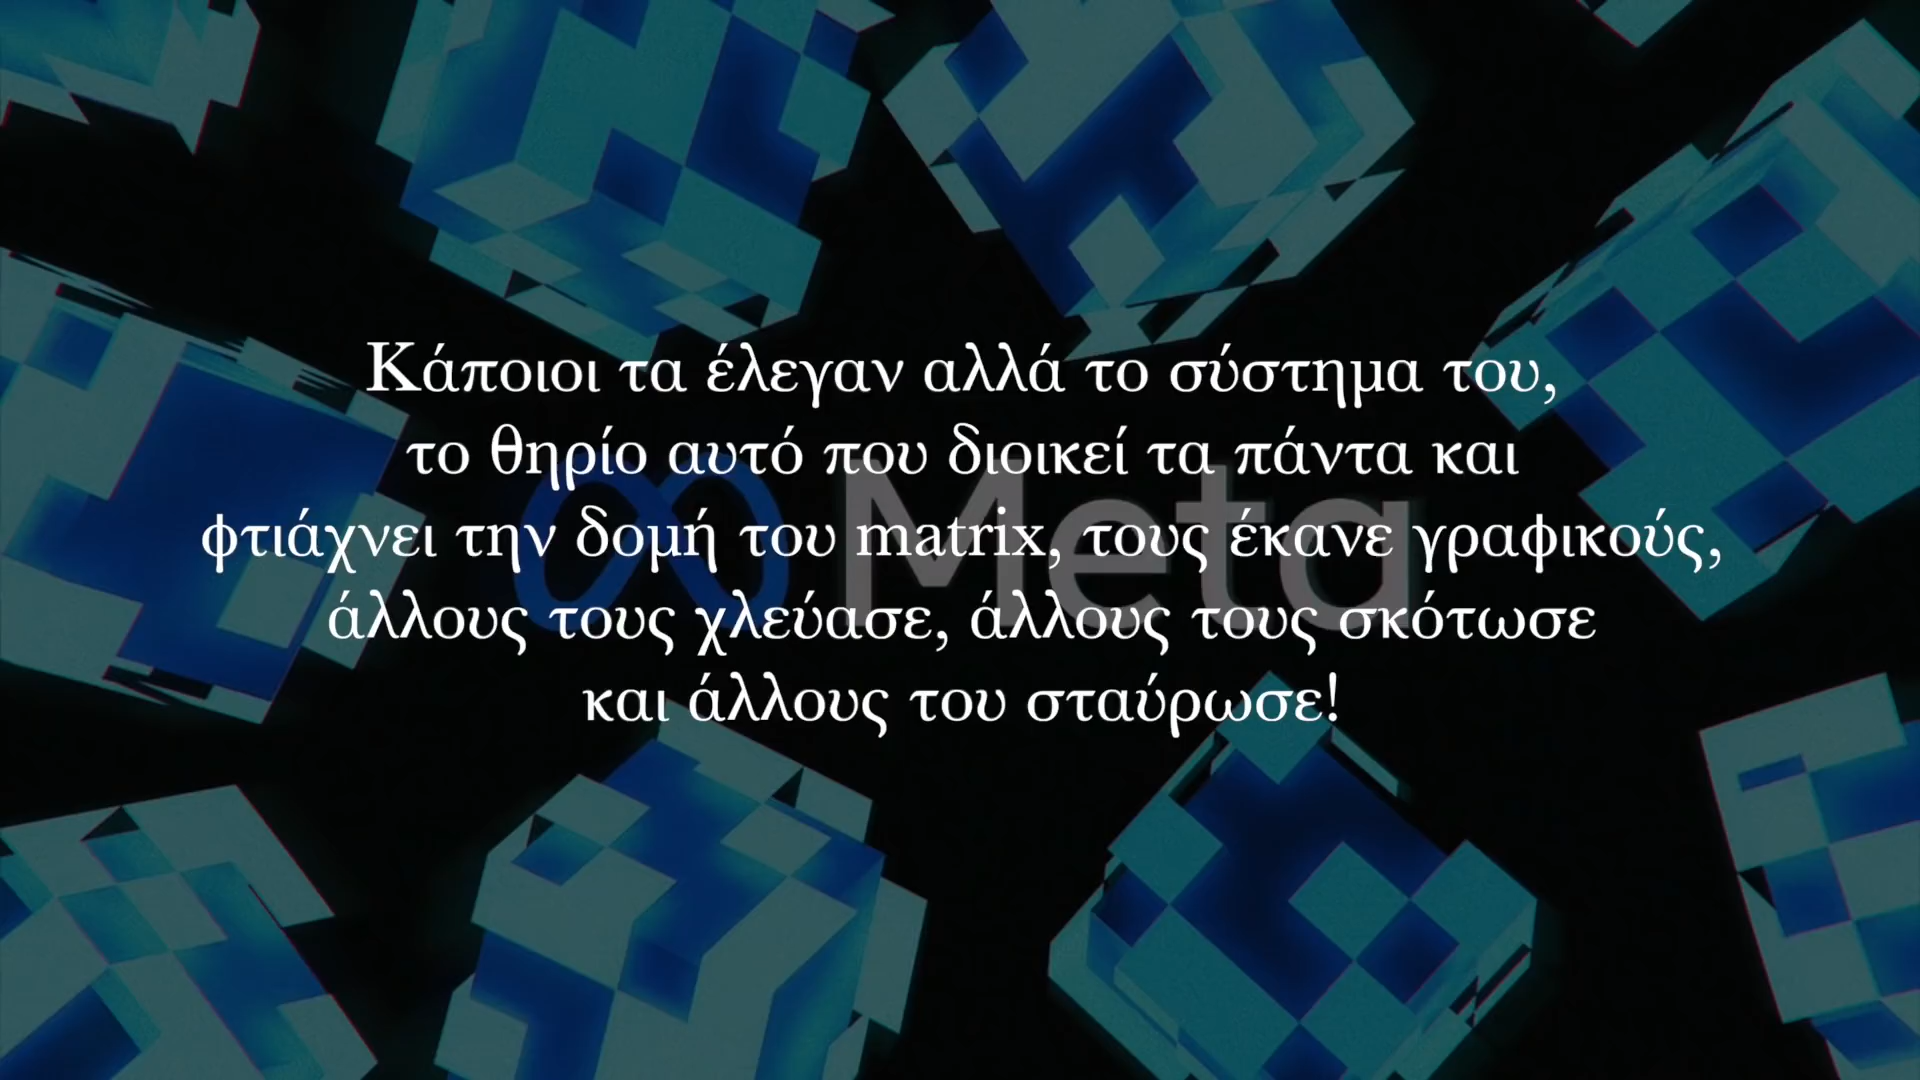 Κάποιοι τα έλεγαν αλλά το σύστημα του,
το θηρίο αυτό που διοικεί τα πάντα και
φτιάχνει την δομή του matrix, τους έκανε γραφικούς,
άλλους τους χλεύασε, άλλους τους σκότωσε
και άλλους του σταύρωσε!
Meta